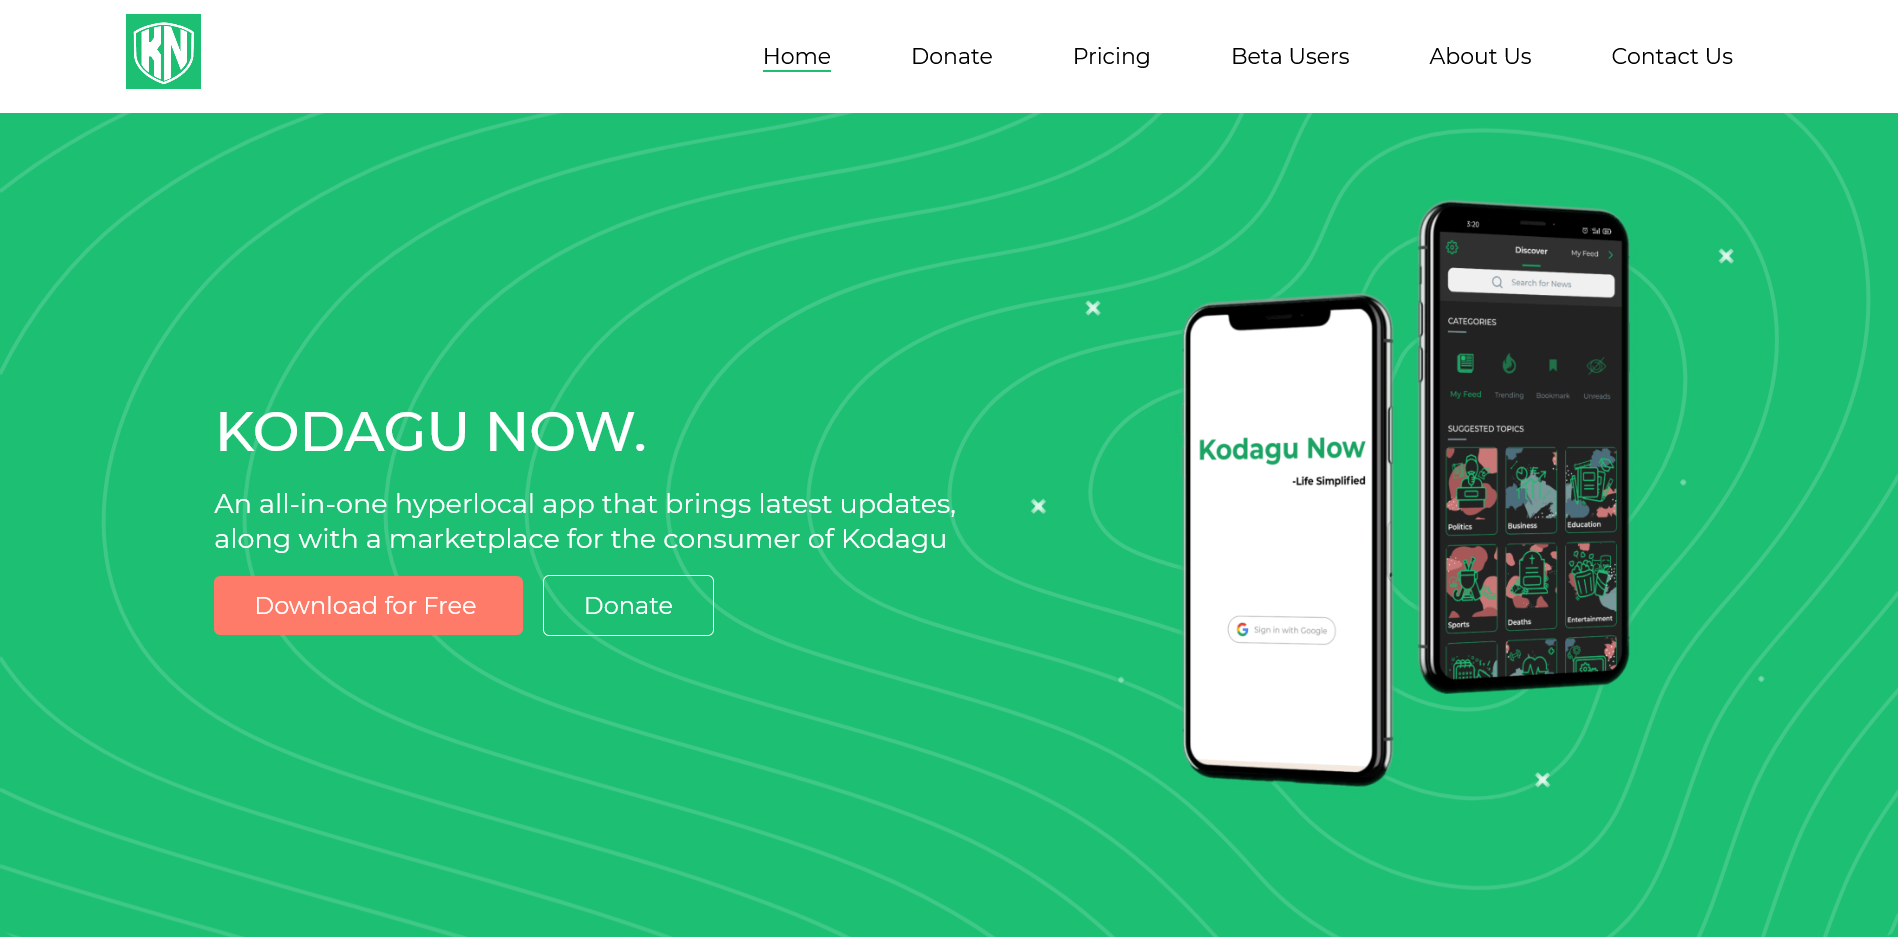 KN
Home Donate Pricing Beta Users About Us Contact Us
KODAGU NOW.
An all-in-one hyperlocal app that brings latest updates,
along with a marketplace for the consumer of Kodagu
Download for Free Donate
Kodagu Now
-Life Simplified
Sign in with Google
3:20
Discover My Feed
Search for News
CATEGORIES
My Feed Trending Bookmark Unreads
SUGGESTED TOPICS
Politics Business Education
Sports Deaths Entertainment